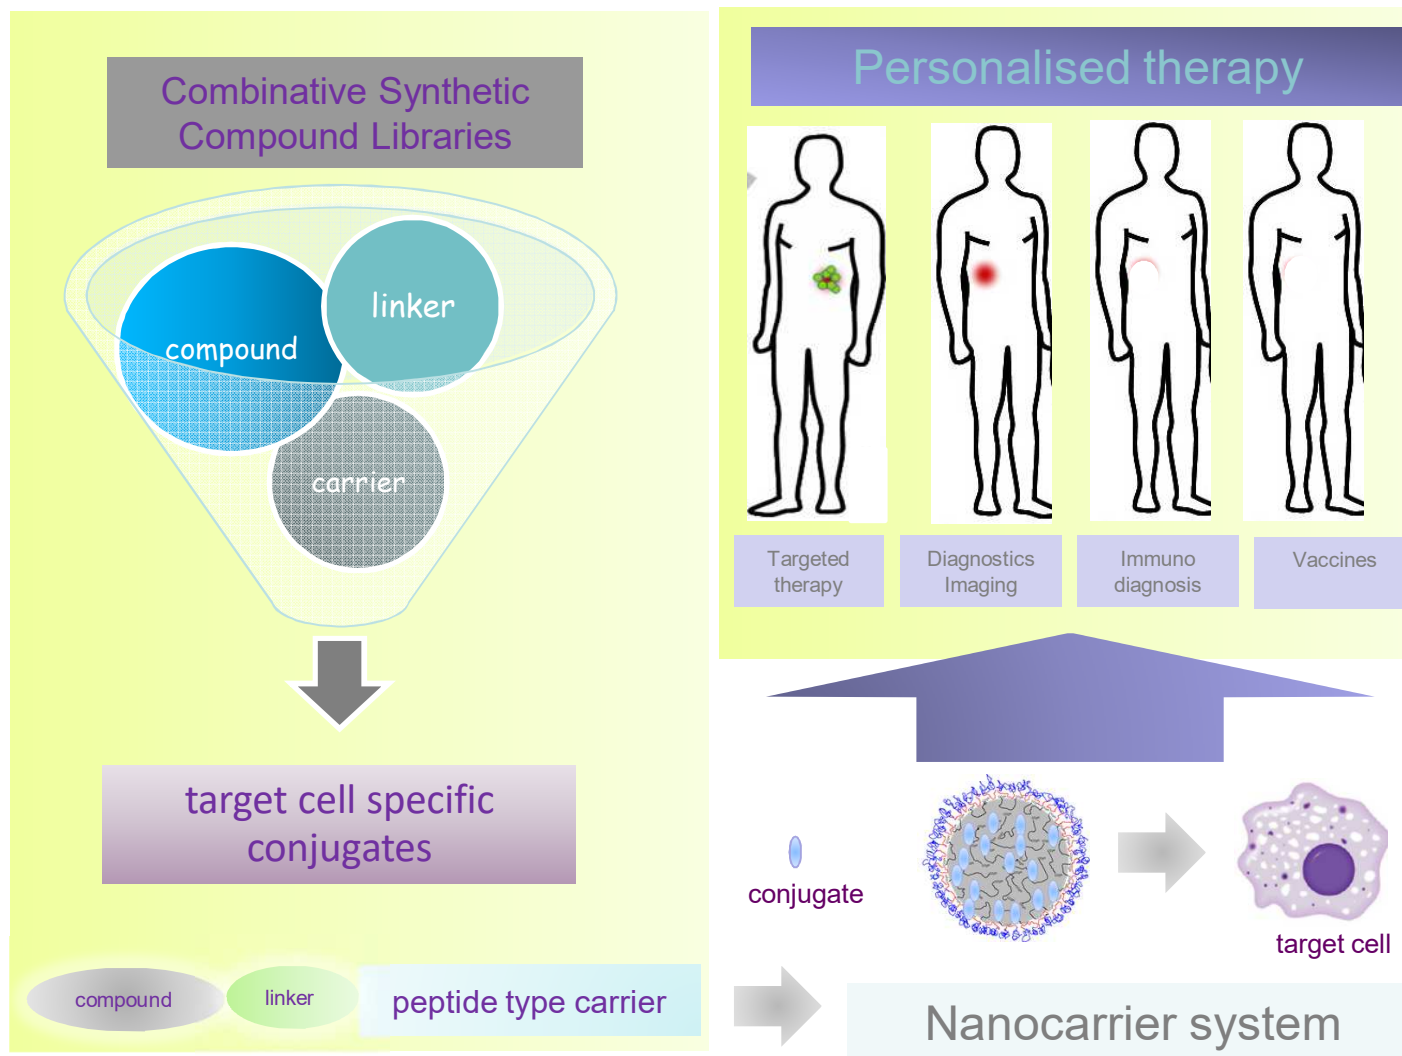 Combinative Synthetic
Compound Libraries
linker
compound
carrier
target cell specific
conjugates
compound
linker
peptide type carrier
Personalised therapy
Targeted
therapy
Diagnostics
Imaging
Immuno
diagnosis
Vaccines
conjugate
target cell
Nanocarrier system